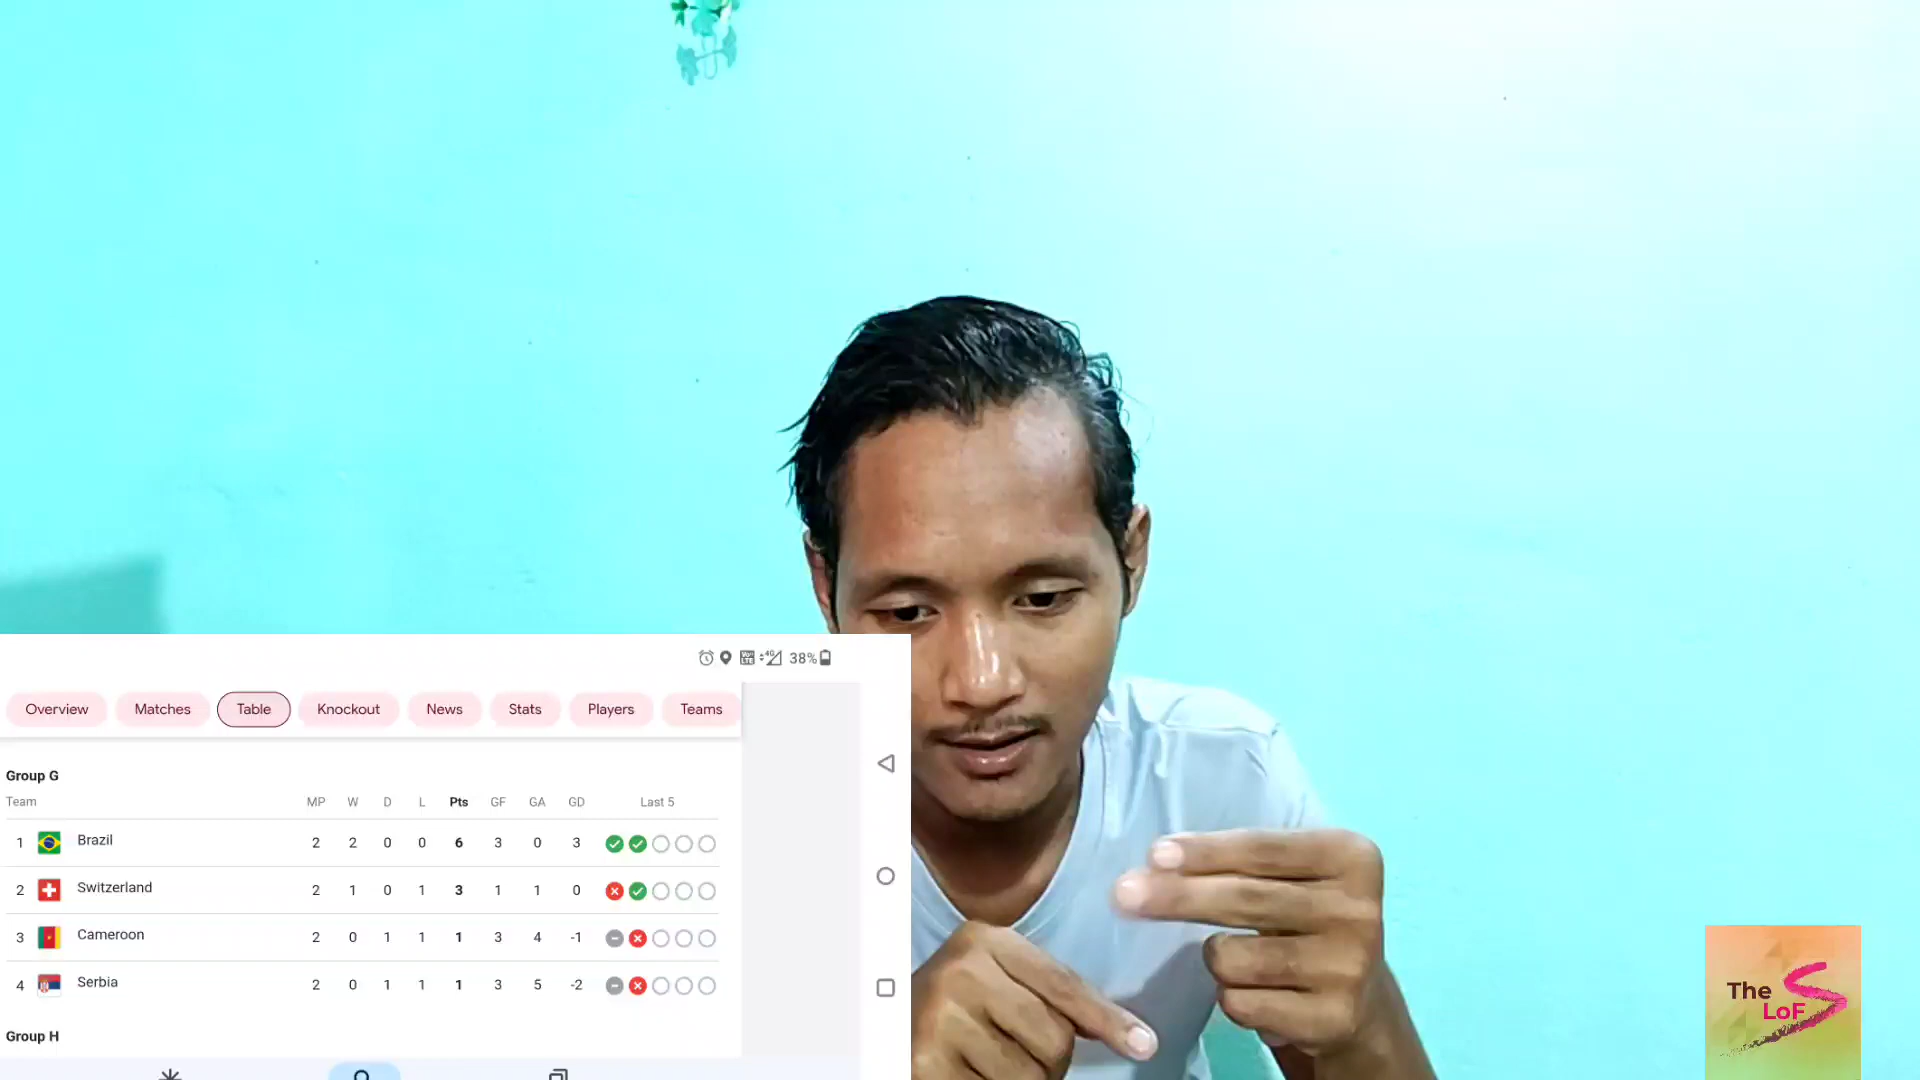 VoLTE 4G 38%
Overview Matches Table Knockout News Stats Players Teams
Group G
Team MP W D L Pts GF GA GD Last 5
1 Brazil 2 2 0 0 6 3 0 3
2 Switzerland 2 1 0 1 3 1 1 0
3 Cameroon 2 0 1 1 1 3 4 -1
4 Serbia 2 0 1 1 1 3 5 -2
Group H
The
LoF
S